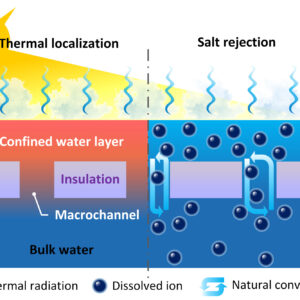 Thermal localization
Salt rejection
Confined water layer
Insulation
Macrochannel
Bulk water
ermal radiation
Dissolved ion
Natural conv